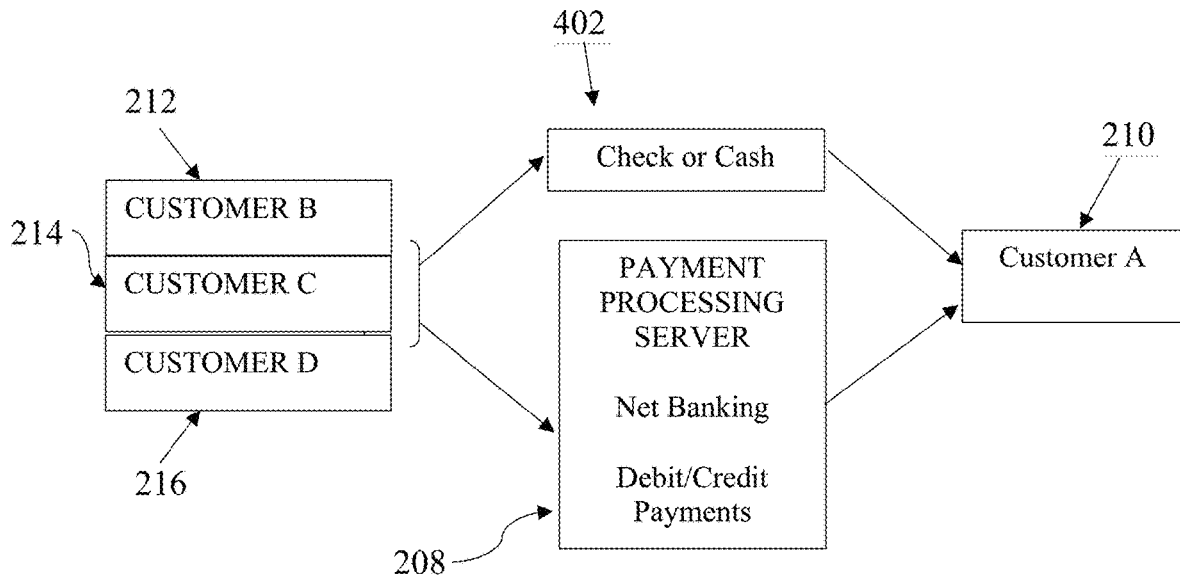 402
212
Check or Cash
210
CUSTOMER B
214
CUSTOMER C
CUSTOMER D
216
PAYMENT
PROCESSING
SERVER
Net Banking
Debit/Credit
Payments
208
Customer A